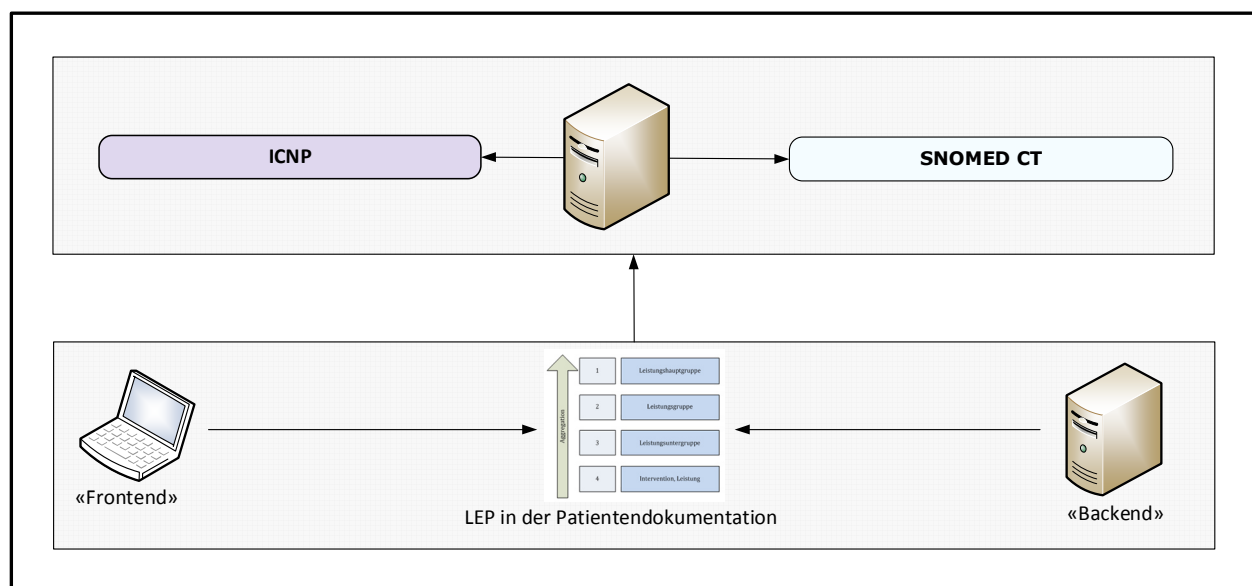 ICNP
SNOMED CT
Aggregation
1 Leistungshauptgruppe
2 Leistungsgruppe
3 Leistungsuntergruppe
4 Intervention, Leistung
«Frontend»
LEP in der Patientendokumentation
«Backend»